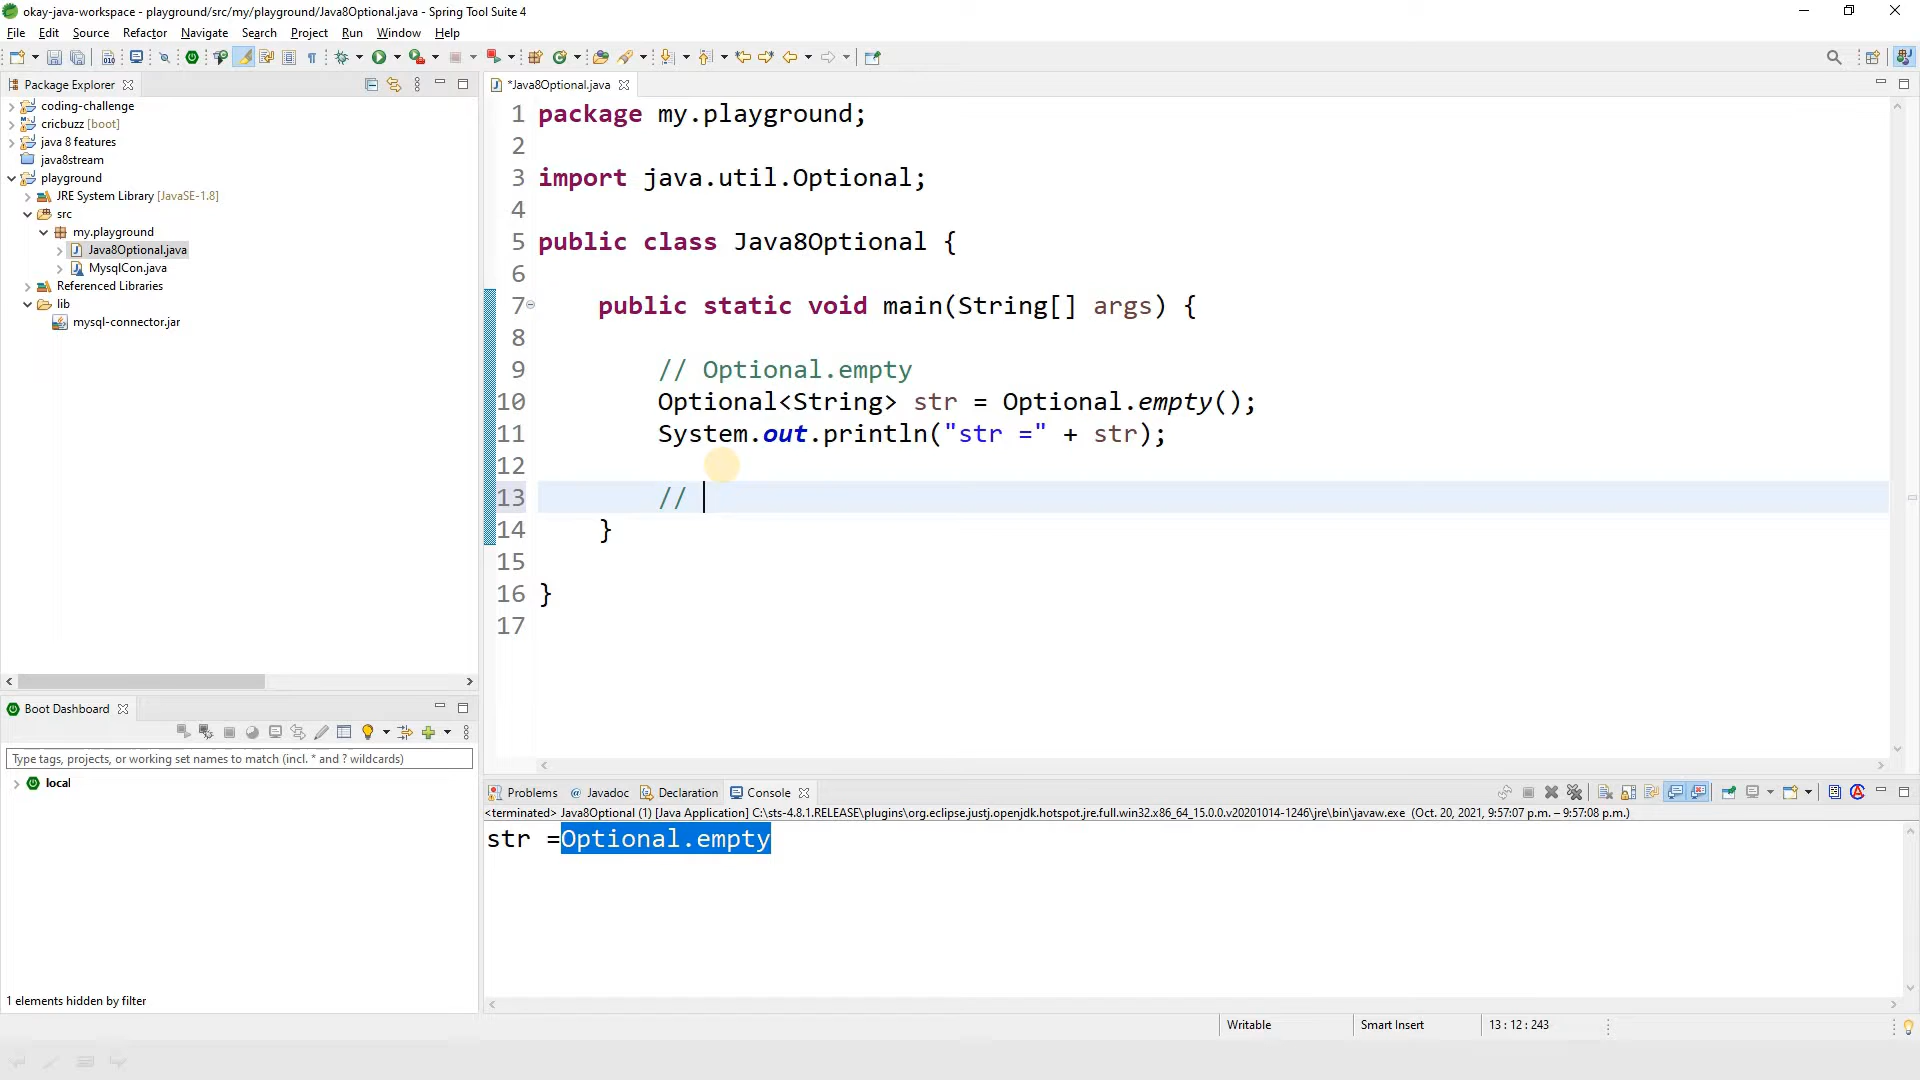 okay-java-workspace - playground/src/my/playground/Java8Optional.java - Spring Tool Suite 4
File Edit Source Refactor Navigate Search Project Run Window Help
Package Explorer
coding-challenge
cricbuzz [boot]
java 8 features
java8stream
playground
JRE System Library [JavaSE-1.8]
src
my.playground
Java8Optional.java
MysqlCon.java
Referenced Libraries
lib
mysql-connector.jar
Boot Dashboard
Type tags, projects, or working set names to match (incl. * and ? wildcards)
local
1 elements hidden by filter
*Java8Optional.java
1 package my.playground;
2
3 import java.util.Optional;
4
5 public class Java8Optional {
6
7 public static void main(String[] args) {
8
9 // Optional.empty
10 Optional<String> str = Optional.empty();
11 System.out.println("str =" + str);
12
13 //
14 }
15
16 }
17
Problems @ Javadoc Declaration Console
<terminated> Java8Optional (1) [Java Application] C:\sts-4.8.1.RELEASE\plugins\org.eclipse.justj.openjdk.hotspot.jre.full.win32.x86_64_15.0.0.v20201014-1246\jre\bin\javaw.exe (Oct. 20, 2021, 9:57:07 p.m. – 9:57:08 p.m.)
str =Optional.empty
Writable Smart Insert 13 : 12 : 243